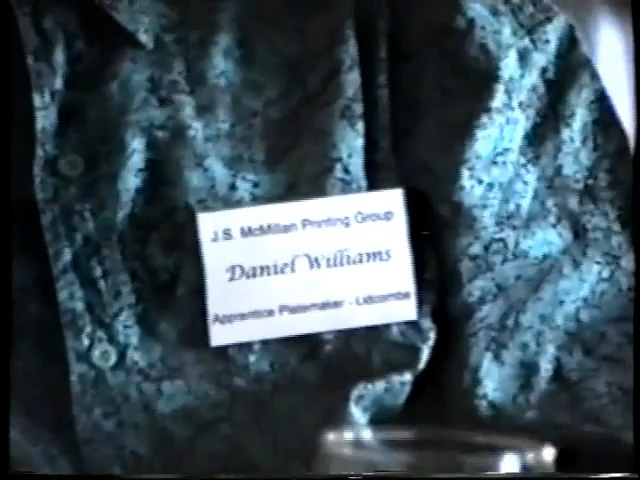 J.S. McMillan Printing Group
Daniel Williams
Apprentice Platemaker - Lidcombe